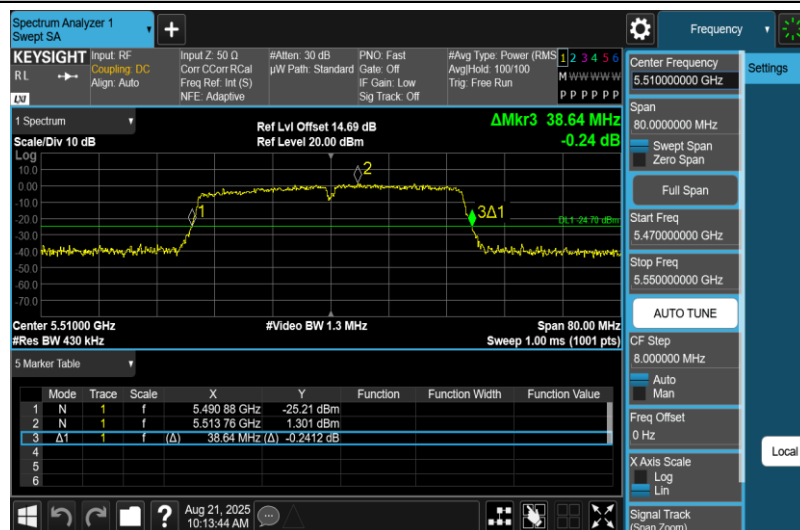 Spectrum Analyzer 1
Swept SA
Frequency
KEYSIGHT
RL
LXI
Input: RF
Coupling: DC
Align: Auto
Input Z: 50 Ω
Corr CCorr RCal
Freq Ref: Int (S)
NFE: Adaptive
#Atten: 30 dB
µW Path: Standard
PNO: Fast
Gate: Off
IF Gain: Low
Sig Track: Off
#Avg Type: Power (RMS
Avg|Hold: 100/100
Trig: Free Run
1 2 3 4 5 6
M W W W W W
P P P P P P
1 Spectrum
Scale/Div 10 dB
Ref Lvl Offset 14.69 dB
Ref Level 20.00 dBm
ΔMkr3 38.64 MHz
-0.24 dB
Log
10.0
0.00
-10.0
-20.0
-30.0
-40.0
-50.0
-60.0
-70.0
1
2
3Δ1
DL1 -24.70 dBm
Center 5.51000 GHz
#Res BW 430 kHz
#Video BW 1.3 MHz
Span 80.00 MHz
Sweep 1.00 ms (1001 pts)
5 Marker Table
Mode Trace Scale X Y Function Function Width Function Value
1 N 1 f 5.490 88 GHz -25.21 dBm
2 N 1 f 5.513 76 GHz 1.301 dBm
3 Δ1 1 f (Δ) 38.64 MHz (Δ) -0.2412 dB
4
5
6
Aug 21, 2025
10:13:44 AM
Center Frequency
5.510000000 GHz
Span
80.0000000 MHz
Swept Span
Zero Span
Full Span
Start Freq
5.470000000 GHz
Stop Freq
5.550000000 GHz
AUTO TUNE
CF Step
8.000000 MHz
Auto
Man
Freq Offset
0 Hz
X Axis Scale
Log
Lin
Signal Track
(Span Zoom)
Settings
Local